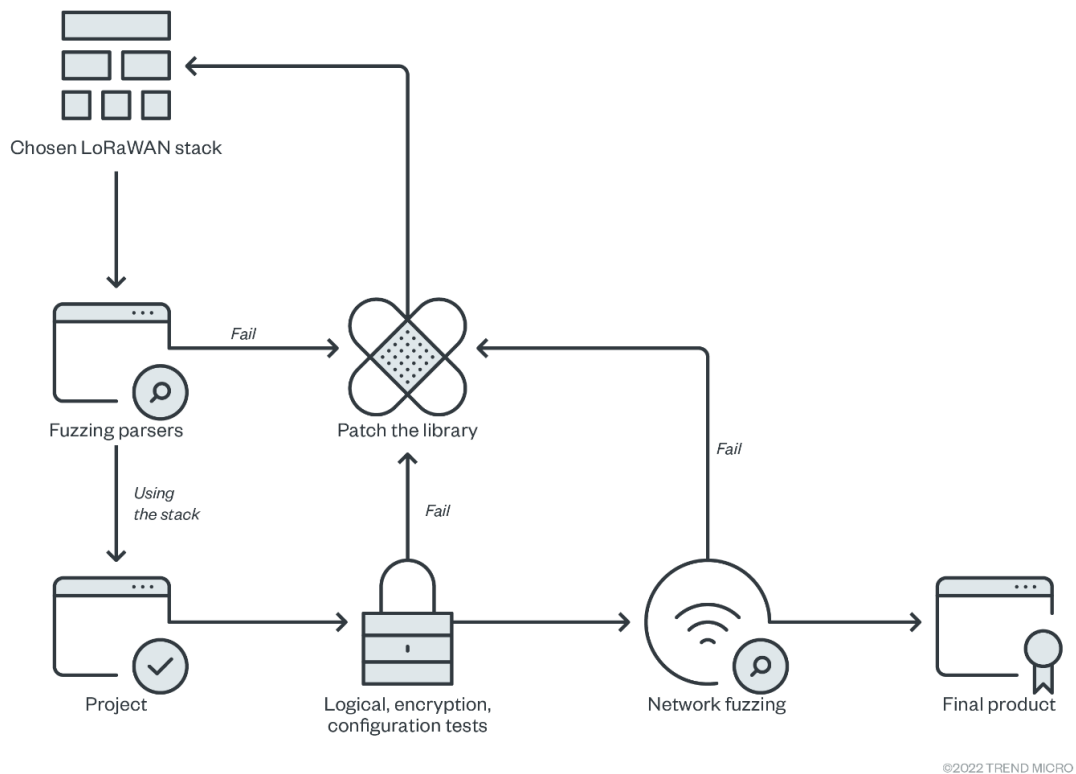 Chosen LoRaWAN stack
Fail
Fuzzing parsers
Patch the library
Fail
Using
the stack
Fail
Project
Logical, encryption,
configuration tests
Network fuzzing
Final product
©2022 TREND MICRO